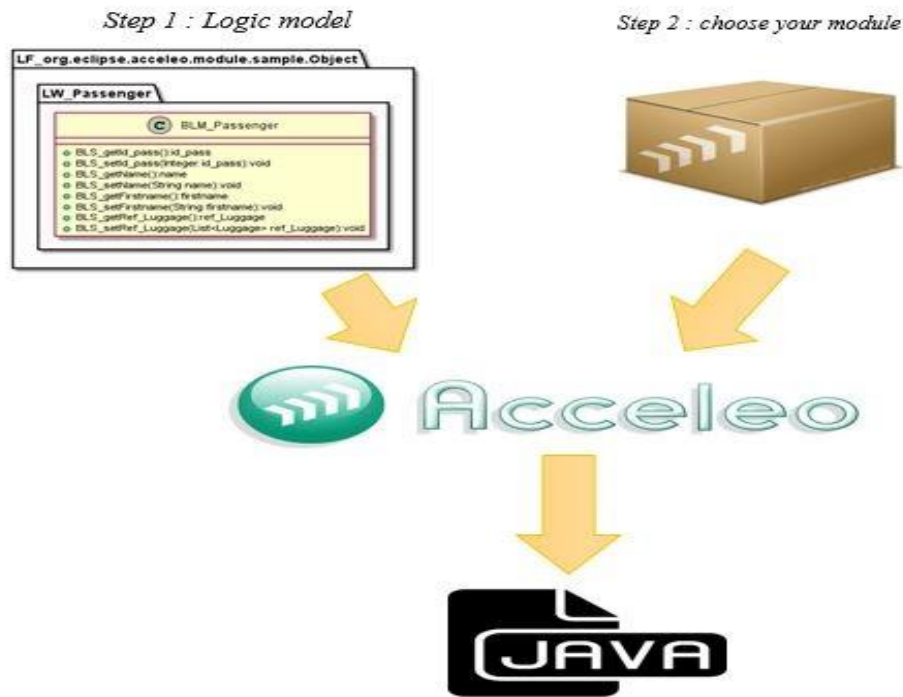 Step 1 : Logic model
Step 2 : choose your module
LF_org.eclipse.acceleo.module.sample.Object
LW_Passenger
C BLM_Passenger
BLS_getId_pass():id_pass
BLS_setId_pass(Integer id_pass):void
BLS_getName():name
BLS_setName(String name):void
BLS_getFirstname():firstname
BLS_setFirstname(String firstname):void
BLS_getRef_Luggage():ref_Luggage
BLS_setRef_Luggage(List<Luggage> ref_Luggage):void
Acceleo
JAVA